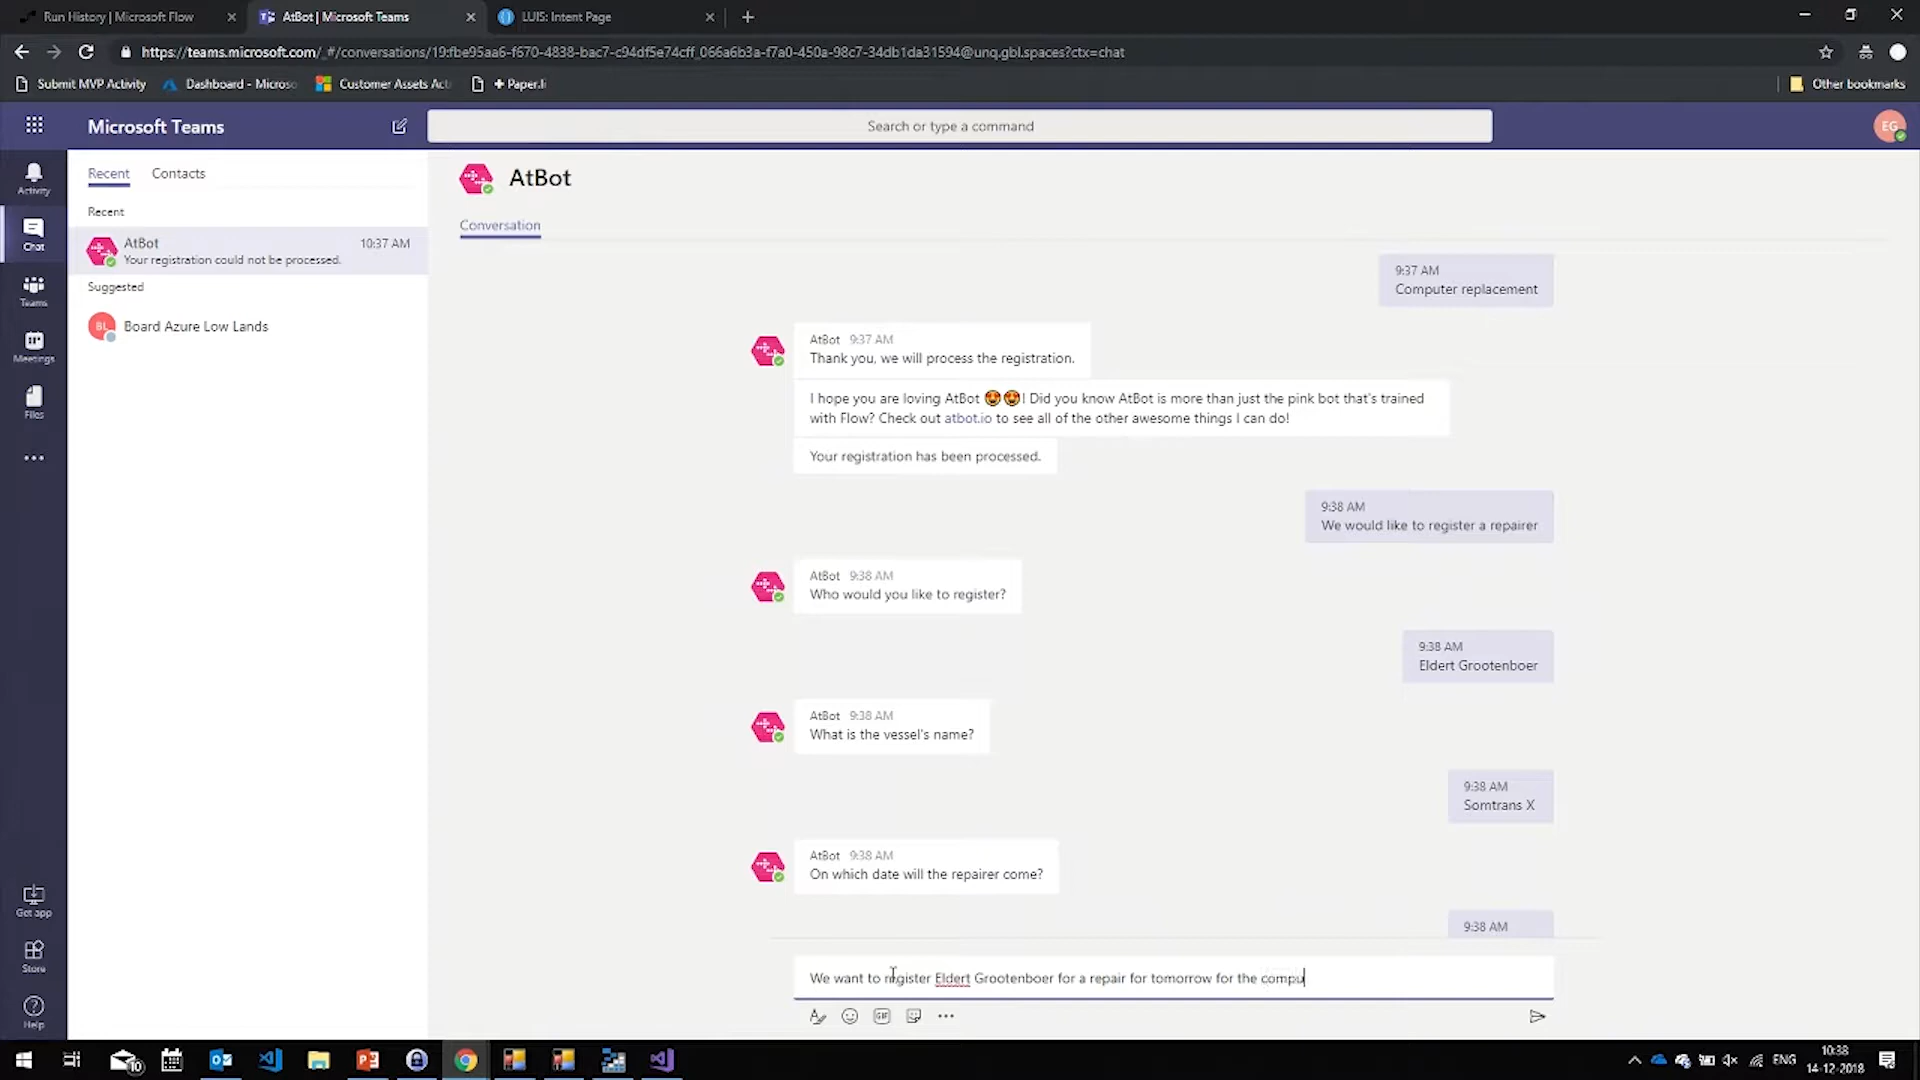 Run History | Microsoft Flow
AtBot | Microsoft Teams
LUIS: Intent Page
https://teams.microsoft.com/_#/conversations/19:fbe95aa6-f670-4838-bac7-c94df5e74cff_066a6b3a-f7a0-450a-98c7-34db1da31594@unq.gbl.spaces?ctx=chat
Submit MVP Activity
Dashboard - Microso
Customer Assets Act
+ Paper.li
Other bookmarks
Microsoft Teams
Search or type a command
EG
Activity
Chat
Teams
Meetings
Files
Get app
Store
Help
Recent
Contacts
Recent
AtBot
10:37 AM
Your registration could not be processed.
Suggested
BL
Board Azure Low Lands
AtBot
Conversation
9:37 AM
Computer replacement
AtBot 9:37 AM
Thank you, we will process the registration.
I hope you are loving AtBot 😍😍! Did you know AtBot is more than just the pink bot that's trained
with Flow? Check out atbot.io to see all of the other awesome things I can do!
Your registration has been processed.
9:38 AM
We would like to register a repairer
AtBot 9:38 AM
Who would you like to register?
9:38 AM
Eldert Grootenboer
AtBot 9:38 AM
What is the vessel's name?
9:38 AM
Somtrans X
AtBot 9:38 AM
On which date will the repairer come?
9:38 AM
We want to register Eldert Grootenboer for a repair for tomorrow for the compu
GIF
10
ENG
10:38
14-12-2018